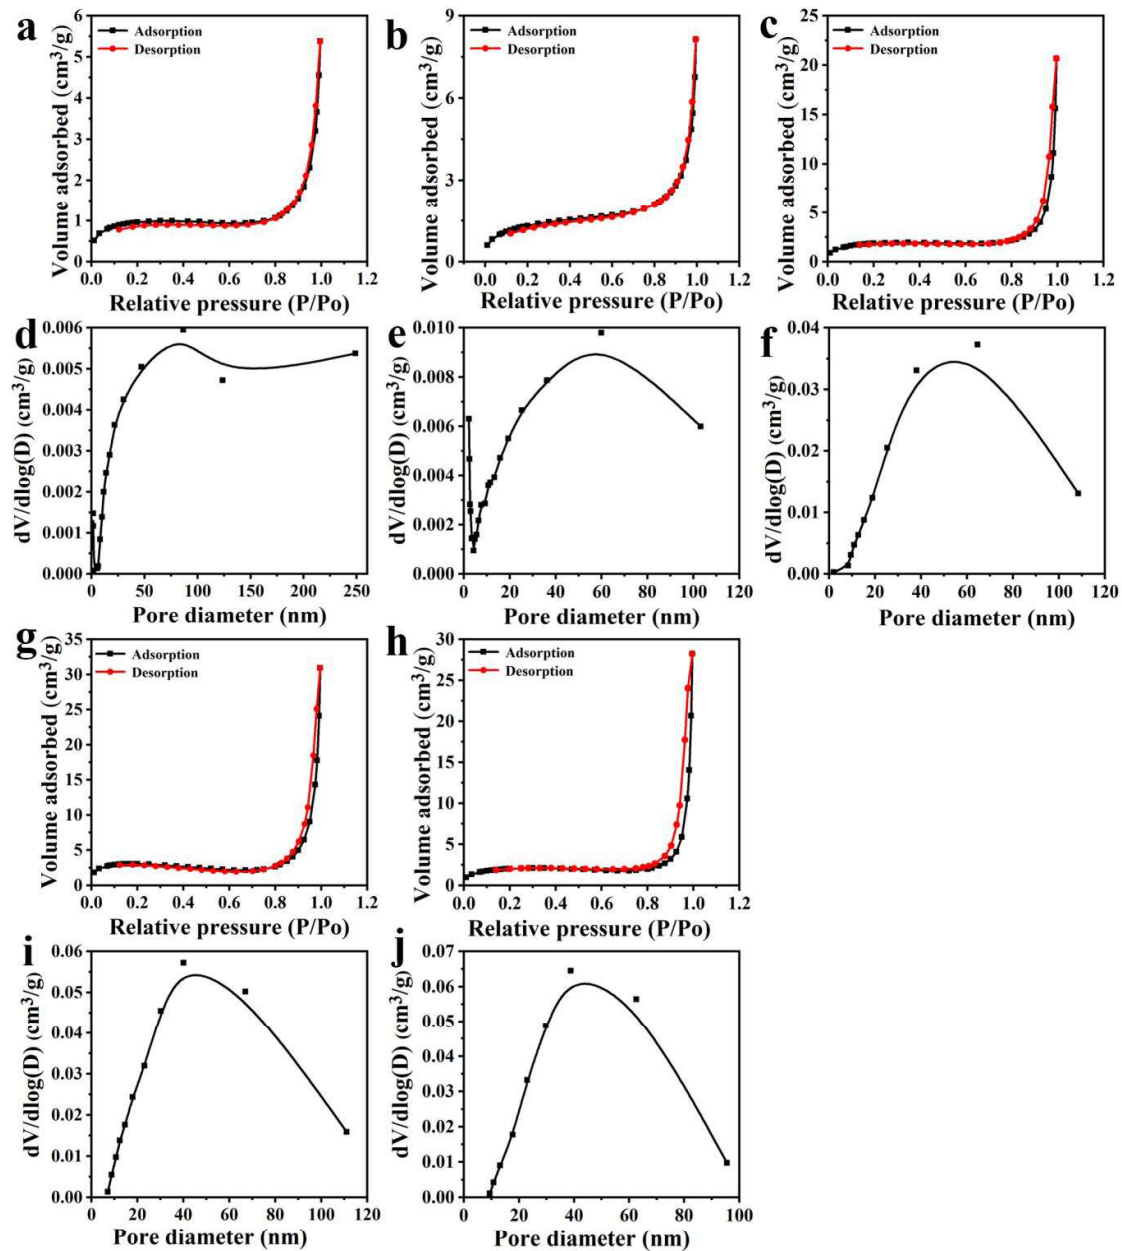 a
6
5
4
3
2
1
0
Volume adsorbed (cm³/g)
Adsorption
Desorption
0.0 0.2 0.4 0.6 0.8 1.0 1.2
Relative pressure (P/Po)
b
9
6
3
0
Volume adsorbed (cm³/g)
Adsorption
Desorption
0.0 0.2 0.4 0.6 0.8 1.0 1.2
Relative pressure (P/Po)
c
25
20
15
10
5
0
Volume adsorbed (cm³/g)
Adsorption
Desorption
0.0 0.2 0.4 0.6 0.8 1.0 1.2
Relative pressure (P/Po)
d
0.006
0.005
0.004
0.003
0.002
0.001
0.000
dV/dlog(D) (cm³/g)
0 50 100 150 200 250
Pore diameter (nm)
e
0.010
0.008
0.006
0.004
0.002
0.000
dV/dlog(D) (cm³/g)
0 20 40 60 80 100 120
Pore diameter (nm)
f
0.04
0.03
0.02
0.01
0.00
dV/dlog(D) (cm³/g)
0 20 40 60 80 100 120
Pore diameter (nm)
g
35
30
25
20
15
10
5
0
Volume adsorbed (cm³/g)
Adsorption
Desorption
0.0 0.2 0.4 0.6 0.8 1.0 1.2
Relative pressure (P/Po)
h
30
25
20
15
10
5
0
Volume adsorbed (cm³/g)
Adsorption
Desorption
0.0 0.2 0.4 0.6 0.8 1.0 1.2
Relative pressure (P/Po)
i
0.06
0.05
0.04
0.03
0.02
0.01
0.00
dV/dlog(D) (cm³/g)
0 20 40 60 80 100 120
Pore diameter (nm)
j
0.07
0.06
0.05
0.04
0.03
0.02
0.01
0.00
dV/dlog(D) (cm³/g)
0 20 40 60 80 100
Pore diameter (nm)